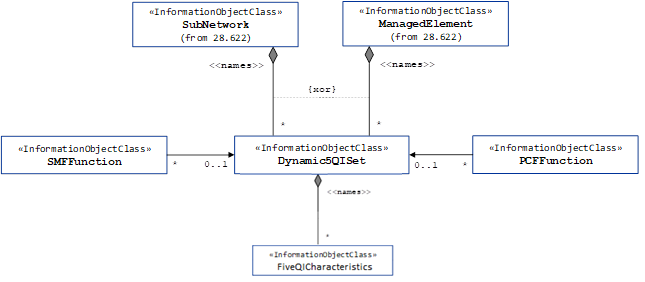 «InformationObjectClass»
SubNetwork
(from 28.622)
«InformationObjectClass»
ManagedElement
(from 28.622)
<<names>>
<<names>>
{xor}
*
*
«InformationObjectClass»
SMFFunction
*
0..1
«InformationObjectClass»
Dynamic5QISet
0..1
*
«InformationObjectClass»
PCFFunction
<<names>>
*
«InformationObjectClass»
FiveQICharacteristics